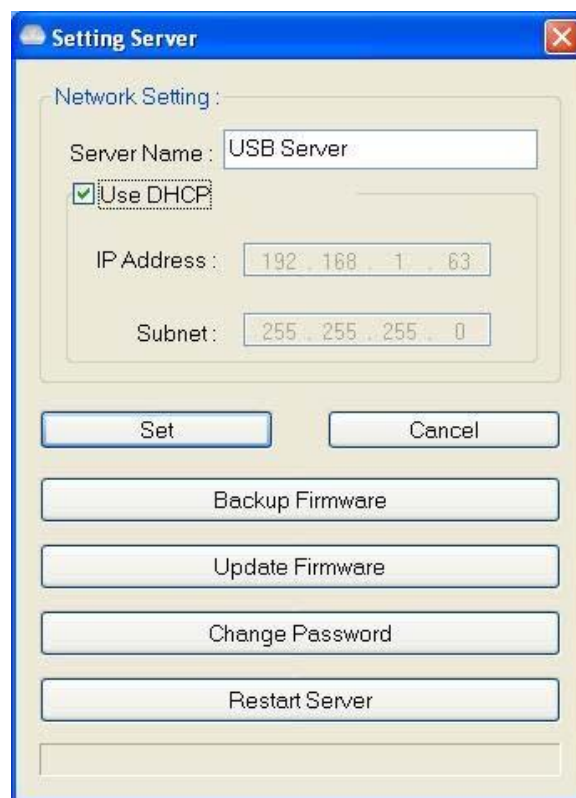 Setting Server
Network Setting :
Server Name : USB Server
Use DHCP
IP Address : 192 . 168 . 1 . 63
Subnet : 255 . 255 . 255 . 0
Set Cancel
Backup Firmware
Update Firmware
Change Password
Restart Server